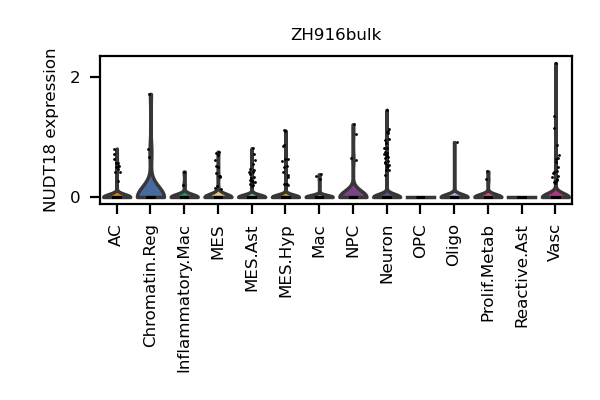 ZH916bulk
NUDT18 expression
2
0
AC
Chromatin.Reg
Inflammatory.Mac
MES
MES.Ast
MES.Hyp
Mac
NPC
Neuron
OPC
Oligo
Prolif.Metab
Reactive.Ast
Vasc